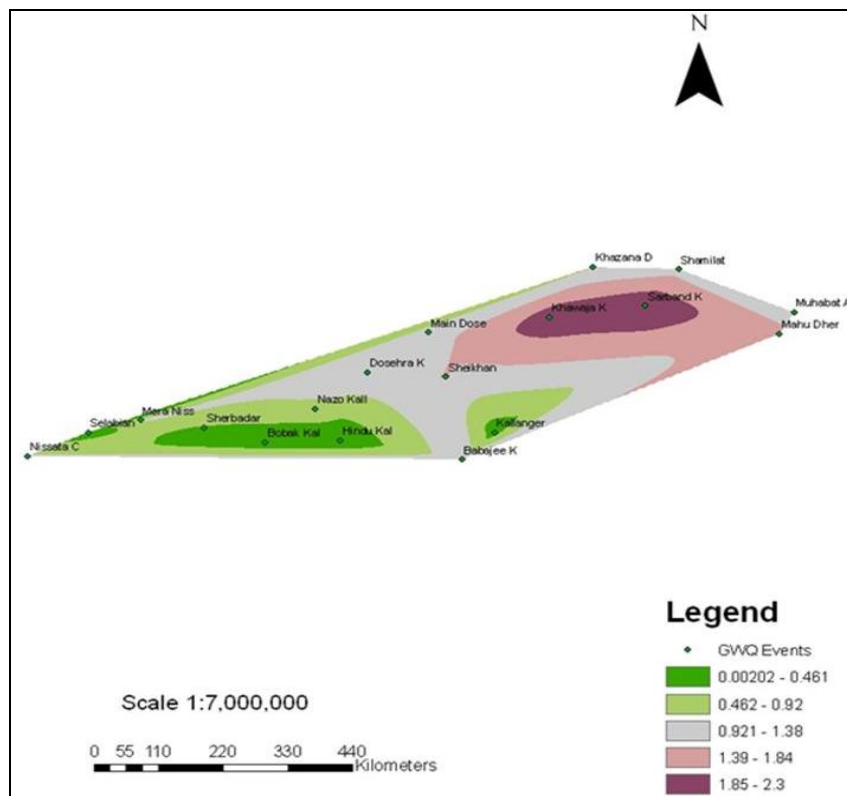 N
Khazana D
Shamilat
Sarband K
Khawaja K
Muhabat A
Mahu Dher
Main Dose
Dosehra K
Sheikhan
Nazo Kall
Mera Niss
Sherbadar
Selabian
Kallanger
Bobak Kal
Hindu Kal
Nissata C
Babajee K
Legend
GWQ Events
0.00202 - 0.461
0.462 - 0.92
0.921 - 1.38
1.39 - 1.84
1.85 - 2.3
Scale 1:7,000,000
0 55 110 220 330 440
Kilometers